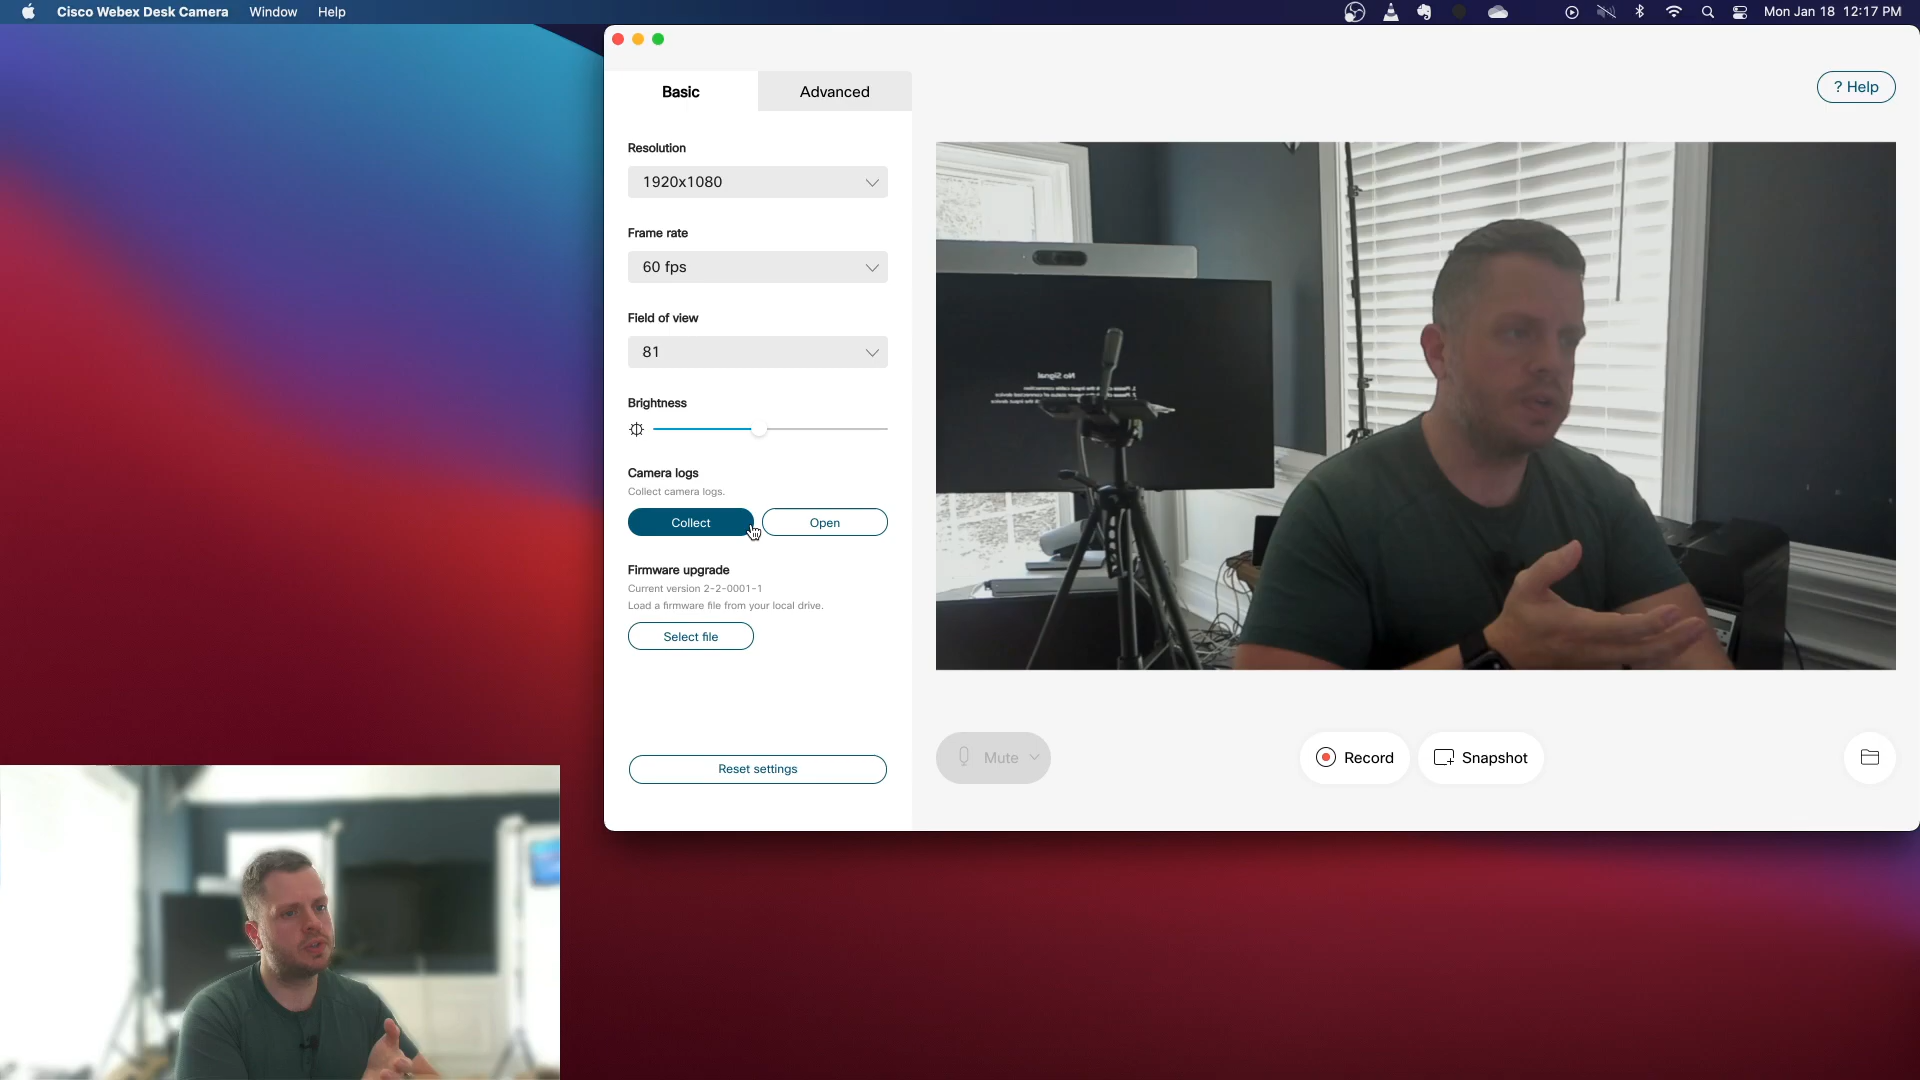 Cisco Webex Desk Camera Window Help
Mon Jan 18 12:17 PM
Basic Advanced
? Help
Resolution
1920x1080
Frame rate
60 fps
Field of view
81
Brightness
Camera logs
Collect camera logs.
Collect Open
Firmware upgrade
Current version 2-2-0001-1
Load a firmware file from your local drive.
Select file
Reset settings
No Signal
Mute Record Snapshot